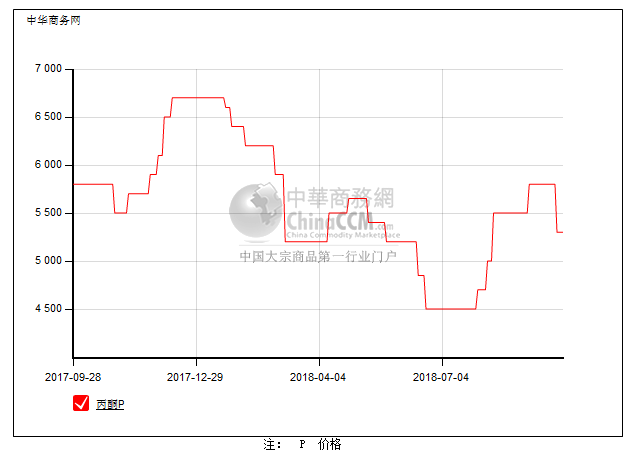 中华商务网
7 000
6 500
6 000
5 500
5 000
4 500
中華商務網
ChinaCCM.com
China Commodity Marketplace
中国大宗商品第一行业门户
2017-09-28 2017-12-29 2018-04-04 2018-07-04
丙酮P
注： P 价格